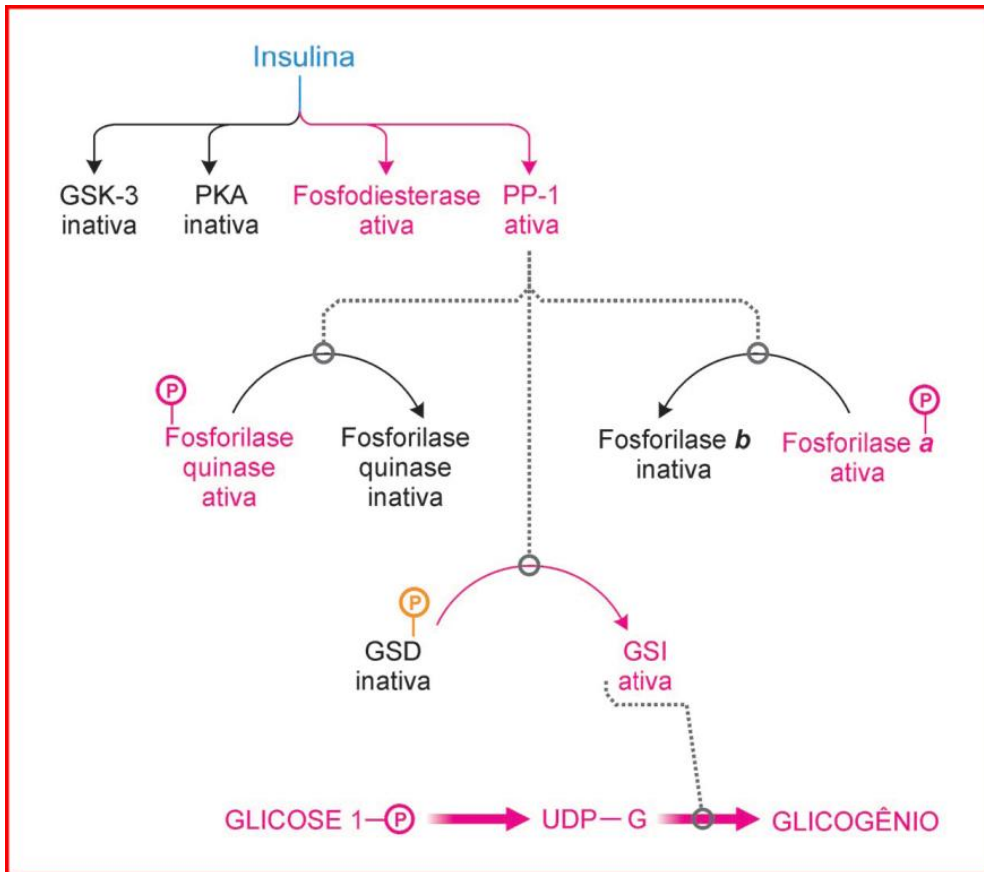 Insulina
GSK-3
inativa
PKA
inativa
Fosfodiesterase
ativa
PP-1
ativa
P
Fosforilase
quinase
ativa
Fosforilase
quinase
inativa
Fosforilase b
inativa
P
Fosforilase a
ativa
P
GSD
inativa
GSI
ativa
GLICOSE 1—P
UDP—G
GLICOGÊNIO